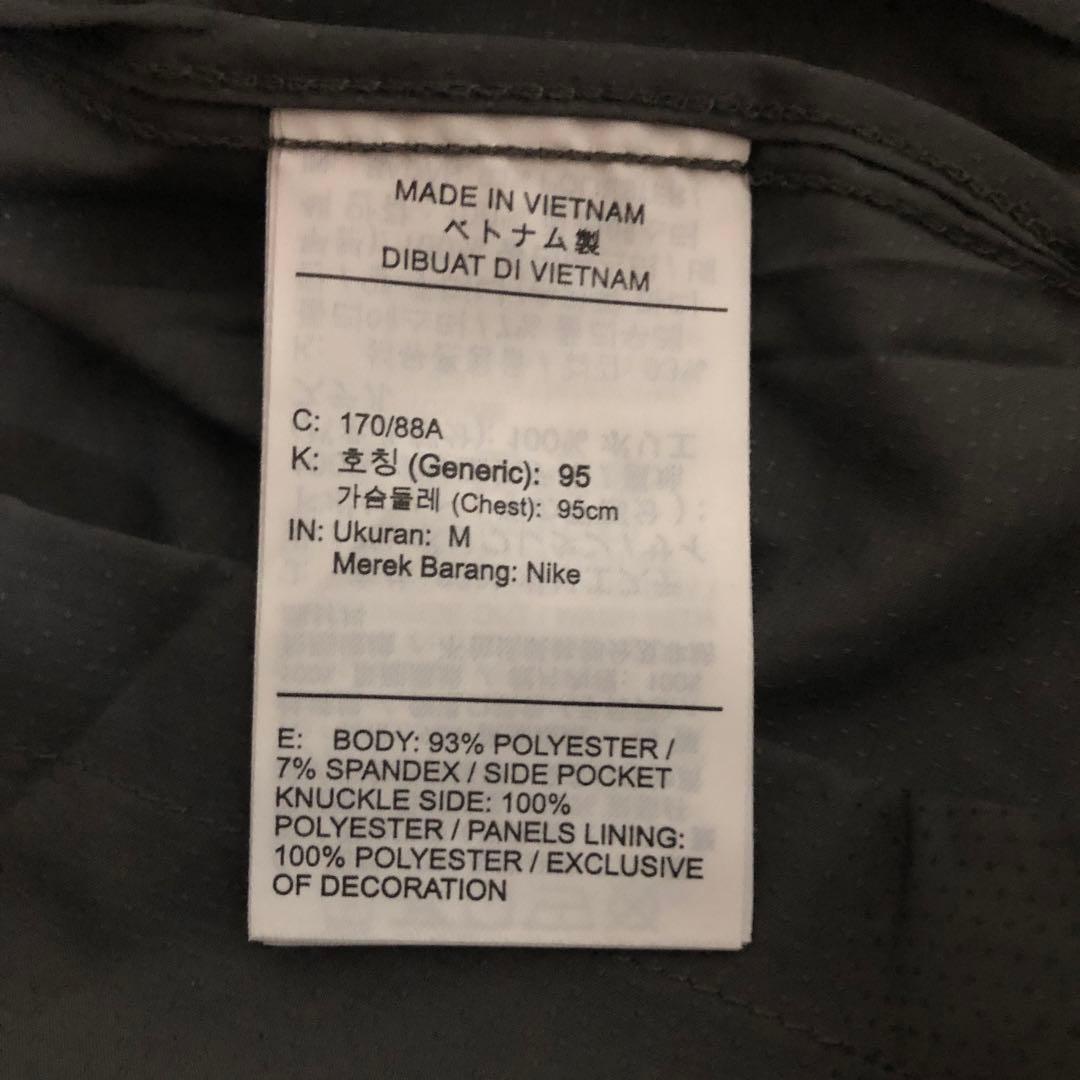 MADE IN VIETNAM
ベトナム製
DIBUAT DI VIETNAM
C: 170/88A
K: 호칭 (Generic): 95
가슴둘레 (Chest): 95cm
IN: Ukuran: M
Merek Barang: Nike
E: BODY: 93% POLYESTER /
7% SPANDEX / SIDE POCKET
KNUCKLE SIDE: 100%
POLYESTER / PANELS LINING:
100% POLYESTER / EXCLUSIVE
OF DECORATION